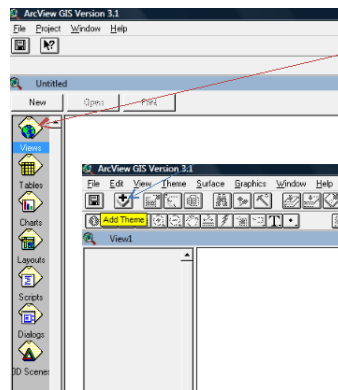 ArcView GIS Version 3.1
File Project Window Help
Untitled
New Open Print
Views
Tables
Charts
Layouts
Scripts
Dialogs
3D Scenes
ArcView GIS Version 3.1
File Edit View Theme Surface Graphics Window Help
Add Theme
T
View1